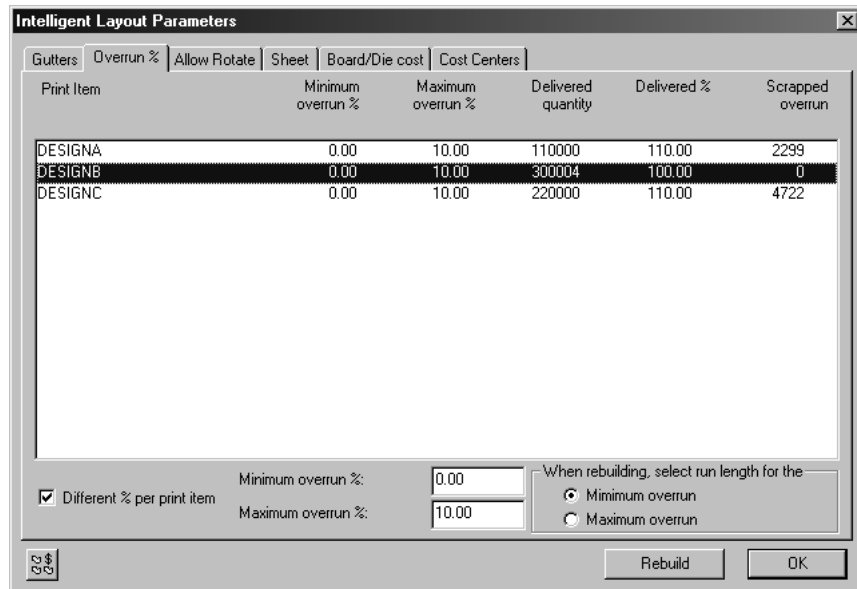 Intelligent Layout Parameters
Gutters Overrun % Allow Rotate Sheet Board/Die cost Cost Centers
Print Item Minimum overrun % Maximum overrun % Delivered quantity Delivered % Scrapped overrun
DESIGNA 0.00 10.00 110000 110.00 2299
DESIGNB 0.00 10.00 300004 100.00 0
DESIGNC 0.00 10.00 220000 110.00 4722
Different % per print item
Minimum overrun %: 0.00
Maximum overrun %: 10.00
When rebuilding, select run length for the
Mimimum overrun
Maximum overrun
$
Rebuild OK